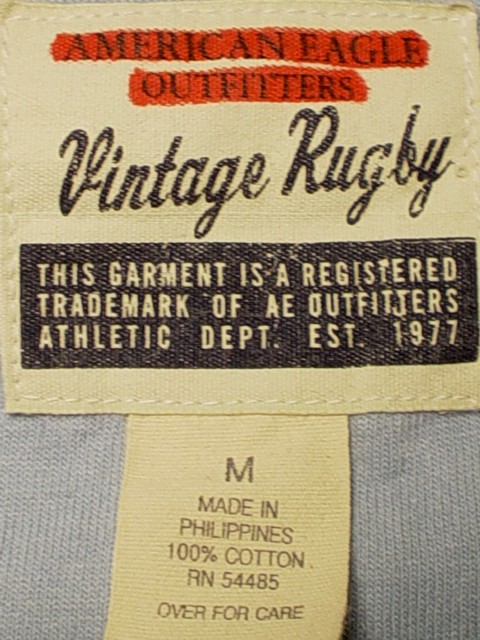 AMERICAN EAGLE
OUTFITTERS
Vintage Rugby
THIS GARMENT IS A REGISTERED
TRADEMARK OF AE OUTFITTERS
ATHLETIC DEPT. EST. 1977
M
MADE IN
PHILIPPINES
100% COTTON
RN 54485
OVER FOR CARE